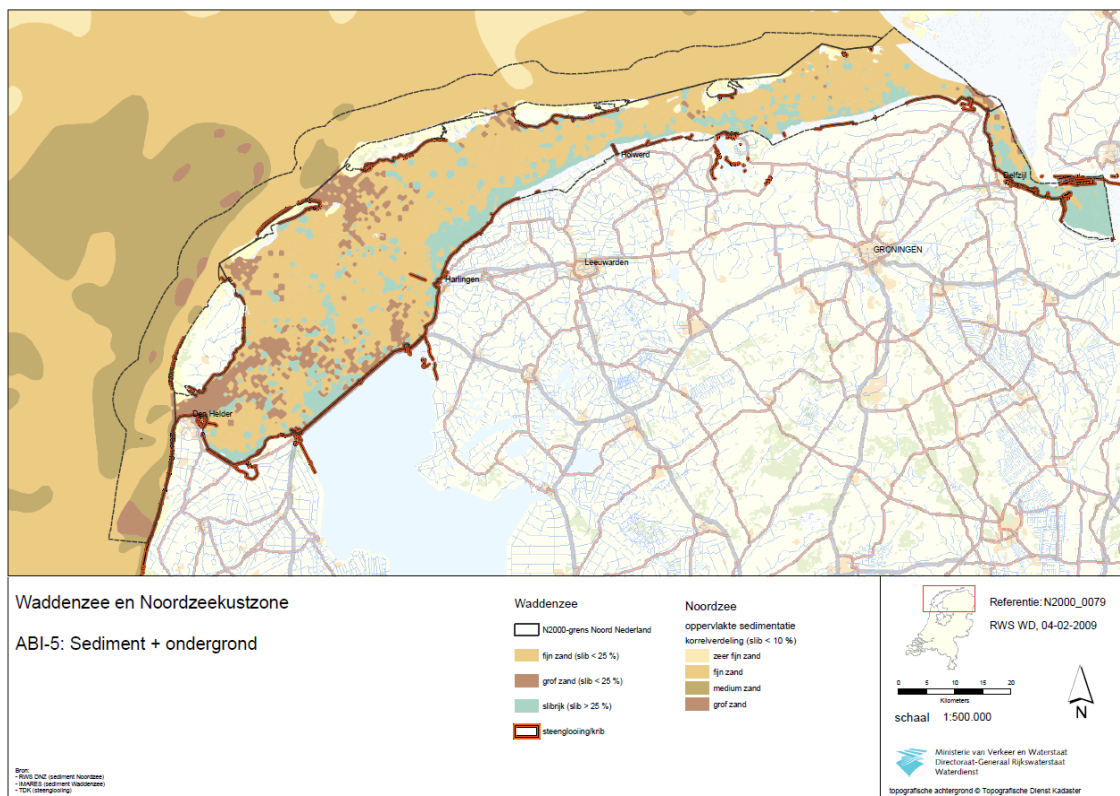 Holwerd
Delfzijl
GRONINGEN
Leeuwarden
Harlingen
Den Helder
Waddenzee en Noordzeekustzone
ABI-5: Sediment + ondergrond
Bron:
- RWS DNZ (sediment Noordzee)
- IMARES (sediment Waddenzee)
- TDK (steenglooiing)
Waddenzee
N2000-grens Noord Nederland
fijn zand (slib < 25 %)
grof zand (slib < 25 %)
slibrijk (slib > 25 %)
steenglooiing/krib
Noordzee
oppervlakte sedimentatie
korrelverdeling (slib < 10 %)
zeer fijn zand
fijn zand
medium zand
grof zand
Referentie: N2000_0079
RWS WD, 04-02-2009
0 5 10 15 20
Kilometers
schaal 1:500.000
N
Ministerie van Verkeer en Waterstaat
Directoraat-Generaal Rijkswaterstaat
Waterdienst
topografische achtergrond © Topografische Dienst Kadaster